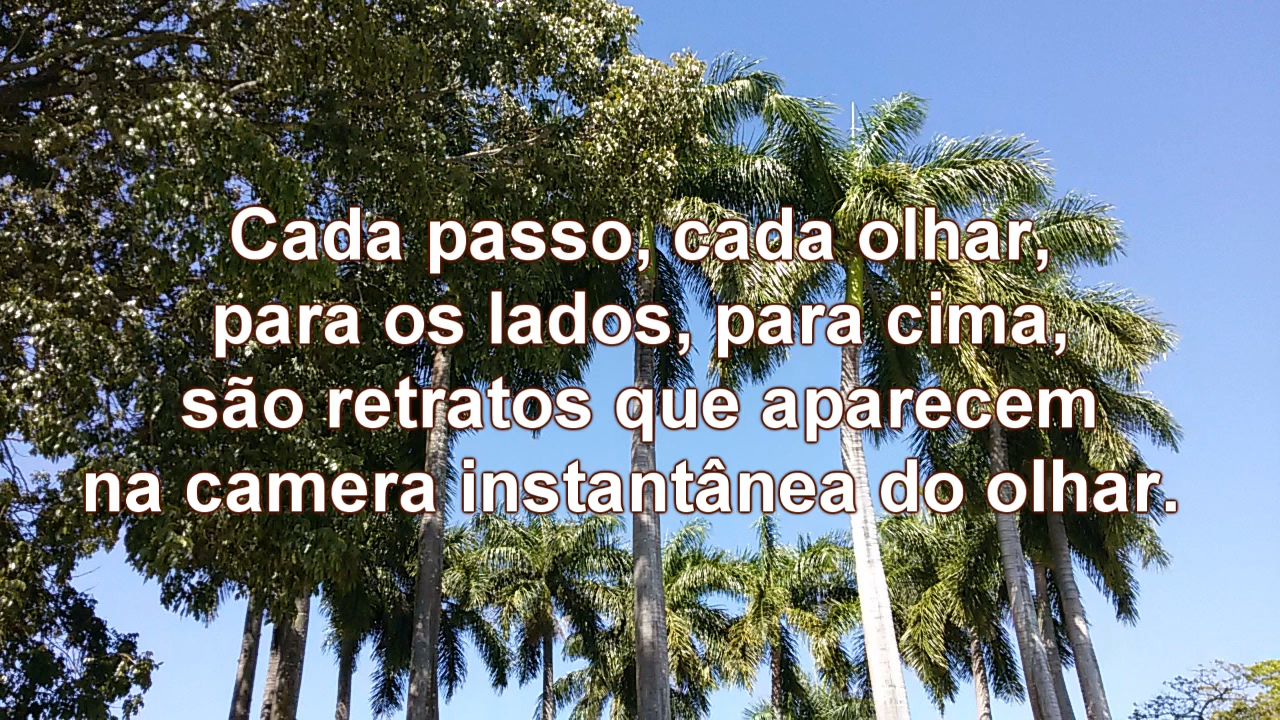 Cada passo, cada olhar,
para os lados, para cima,
são retratos que aparecem
na camera instantânea do olhar.